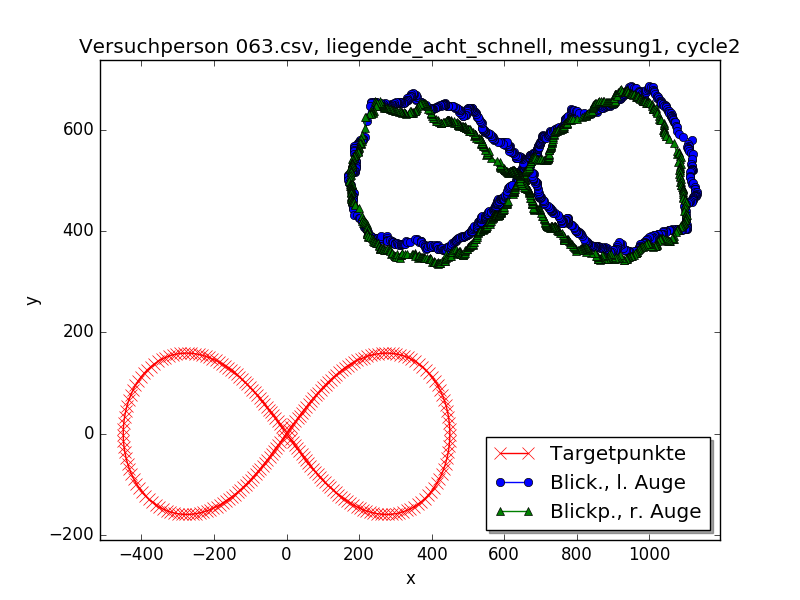 Versuchperson 063.csv, liegende_acht_schnell, messung1, cycle2
y
600
400
200
0
−200
−400
−200
0
200
400
600
800
1000
x
Targetpunkte
Blick., l. Auge
Blickp., r. Auge